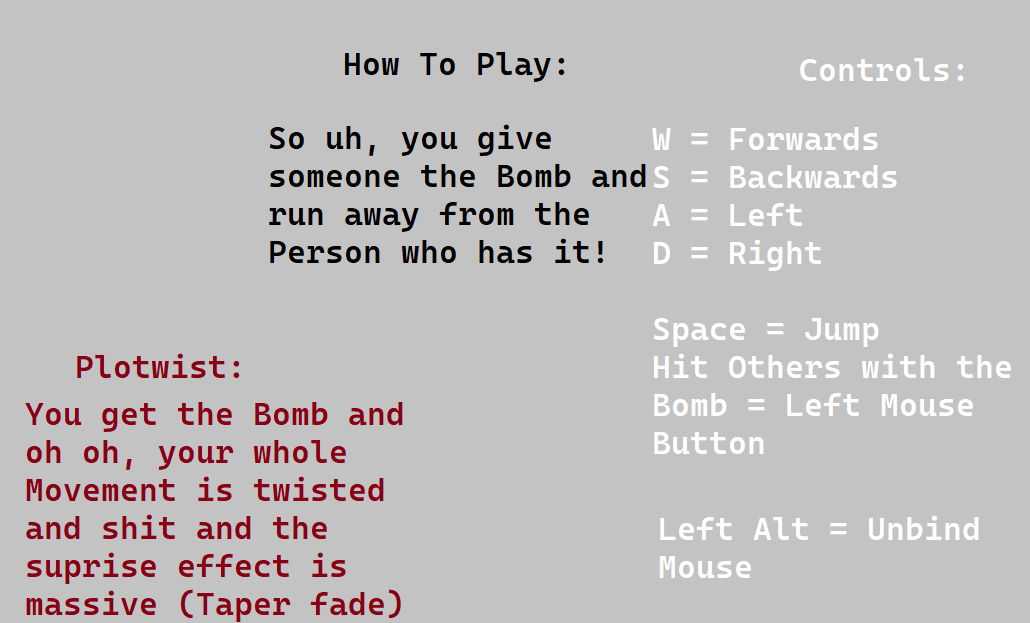 How To Play:
So uh, you give
someone the Bomb and
run away from the
Person who has it!
Controls:
W = Forwards
S = Backwards
A = Left
D = Right
Space = Jump
Hit Others with the
Bomb = Left Mouse
Button
Left Alt = Unbind
Mouse
Plotwist:
You get the Bomb and
oh oh, your whole
Movement is twisted
and shit and the
suprise effect is
massive (Taper fade)